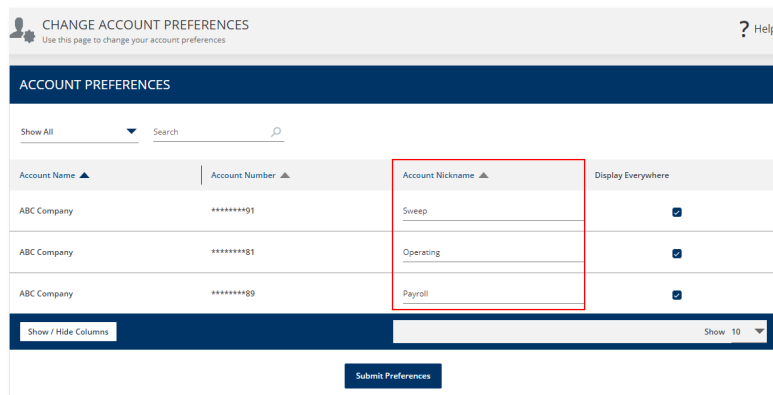 CHANGE ACCOUNT PREFERENCES
Use this page to change your account preferences
? Help
ACCOUNT PREFERENCES
Show All Search
Account Name Account Number Account Nickname Display Everywhere
ABC Company ********91 Sweep
ABC Company ********81 Operating
ABC Company ********89 Payroll
Show / Hide Columns Show 10
Submit Preferences